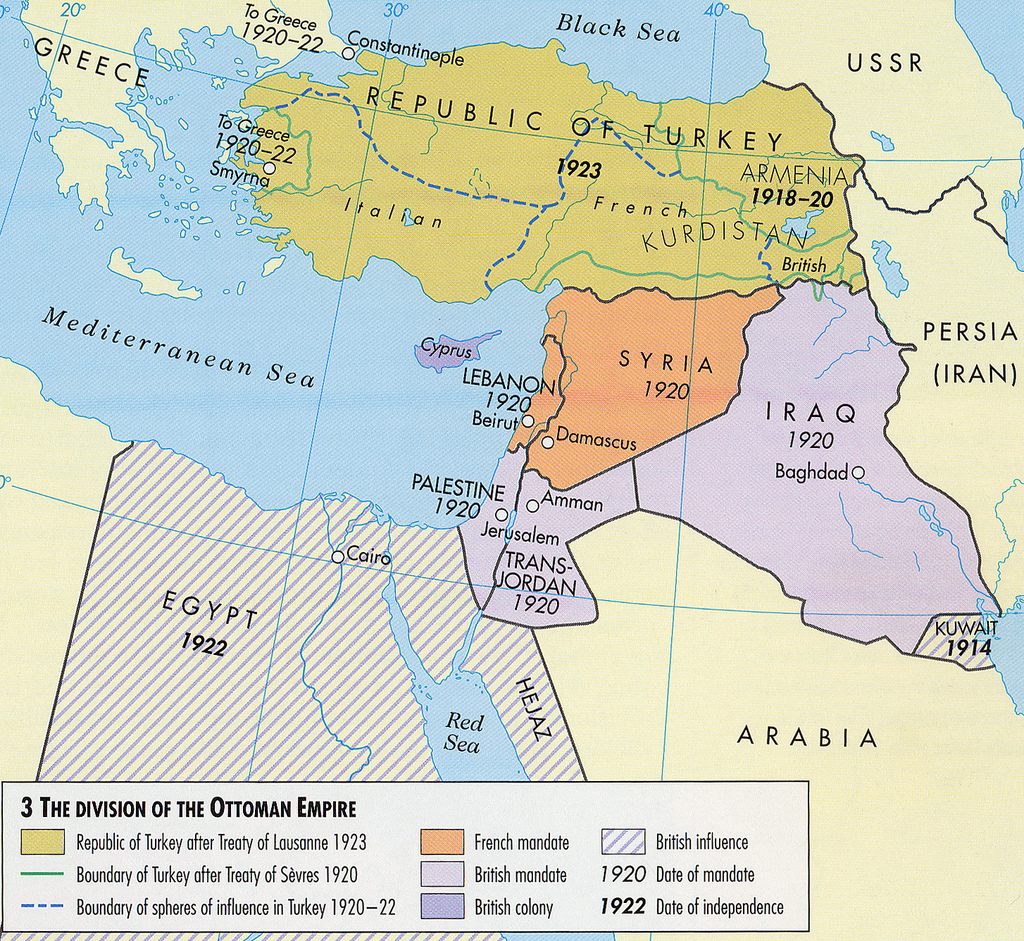 0°
20°
30°
40°
To Greece
1920–22
Constantinople
Black Sea
USSR
GREECE
REPUBLIC OF TURKEY
1923
To Greece
1920–22
Smyrna
ARMENIA
1918–20
Italian
French
KURDISTAN
British
Mediterranean Sea
Cyprus
PERSIA
(IRAN)
SYRIA
1920
LEBANON
1920
Beirut
Damascus
IRAQ
1920
Baghdad
PALESTINE
1920
Amman
Jerusalem
TRANS-
JORDAN
1920
0°
Cairo
EGYPT
1922
KUWAIT
1914
HEJAZ
Red
Sea
ARABIA
3 THE DIVISION OF THE OTTOMAN EMPIRE
Republic of Turkey after Treaty of Lausanne 1923
Boundary of Turkey after Treaty of Sèvres 1920
Boundary of spheres of influence in Turkey 1920–22
French mandate
British mandate
British colony
British influence
1920 Date of mandate
1922 Date of independence